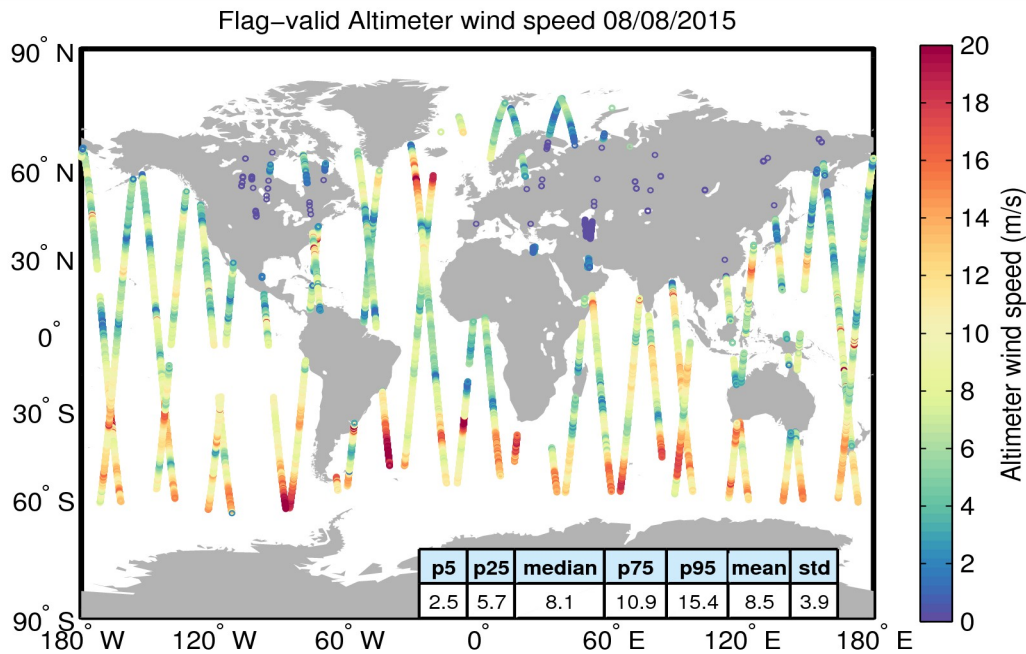 Flag−valid Altimeter wind speed 08/08/2015
90° N
60° N
30° N
0°
30° S
60° S
90° S
180° W
120° W
60° W
0°
60° E
120° E
180° E
p5 p25 median p75 p95 mean std
2.5 5.7 8.1 10.9 15.4 8.5 3.9
20
18
16
14
12
10
8
6
4
2
0
Altimeter wind speed (m/s)